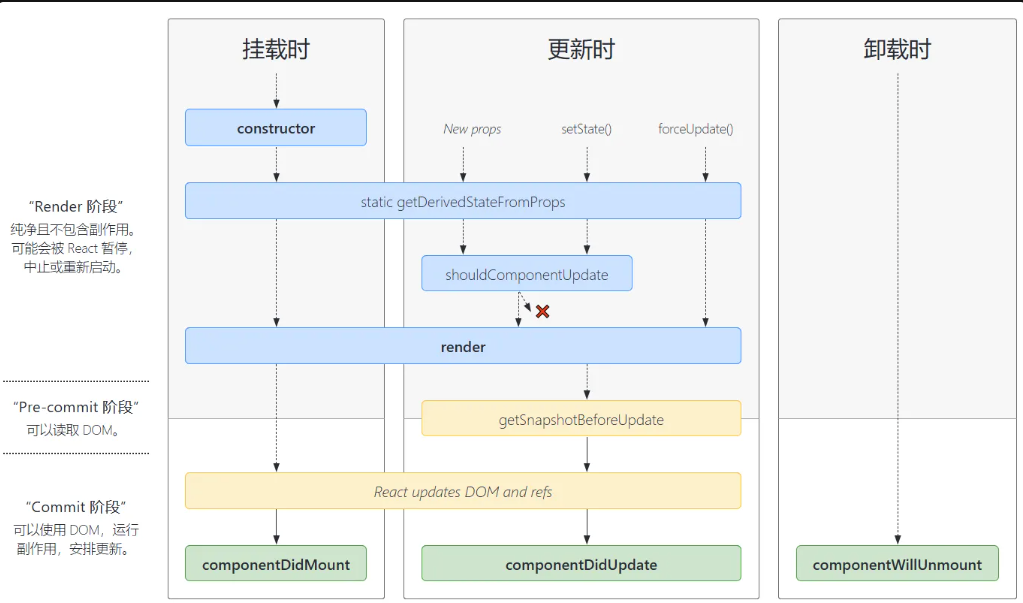 挂载时
更新时
卸载时
constructor
New props
setState()
forceUpdate()
static getDerivedStateFromProps
“Render 阶段”
纯净且不包含副作用。
可能会被 React 暂停，
中止或重新启动。
shouldComponentUpdate
render
“Pre-commit 阶段”
可以读取 DOM。
getSnapshotBeforeUpdate
React updates DOM and refs
“Commit 阶段”
可以使用 DOM，运行
副作用，安排更新。
componentDidMount
componentDidUpdate
componentWillUnmount